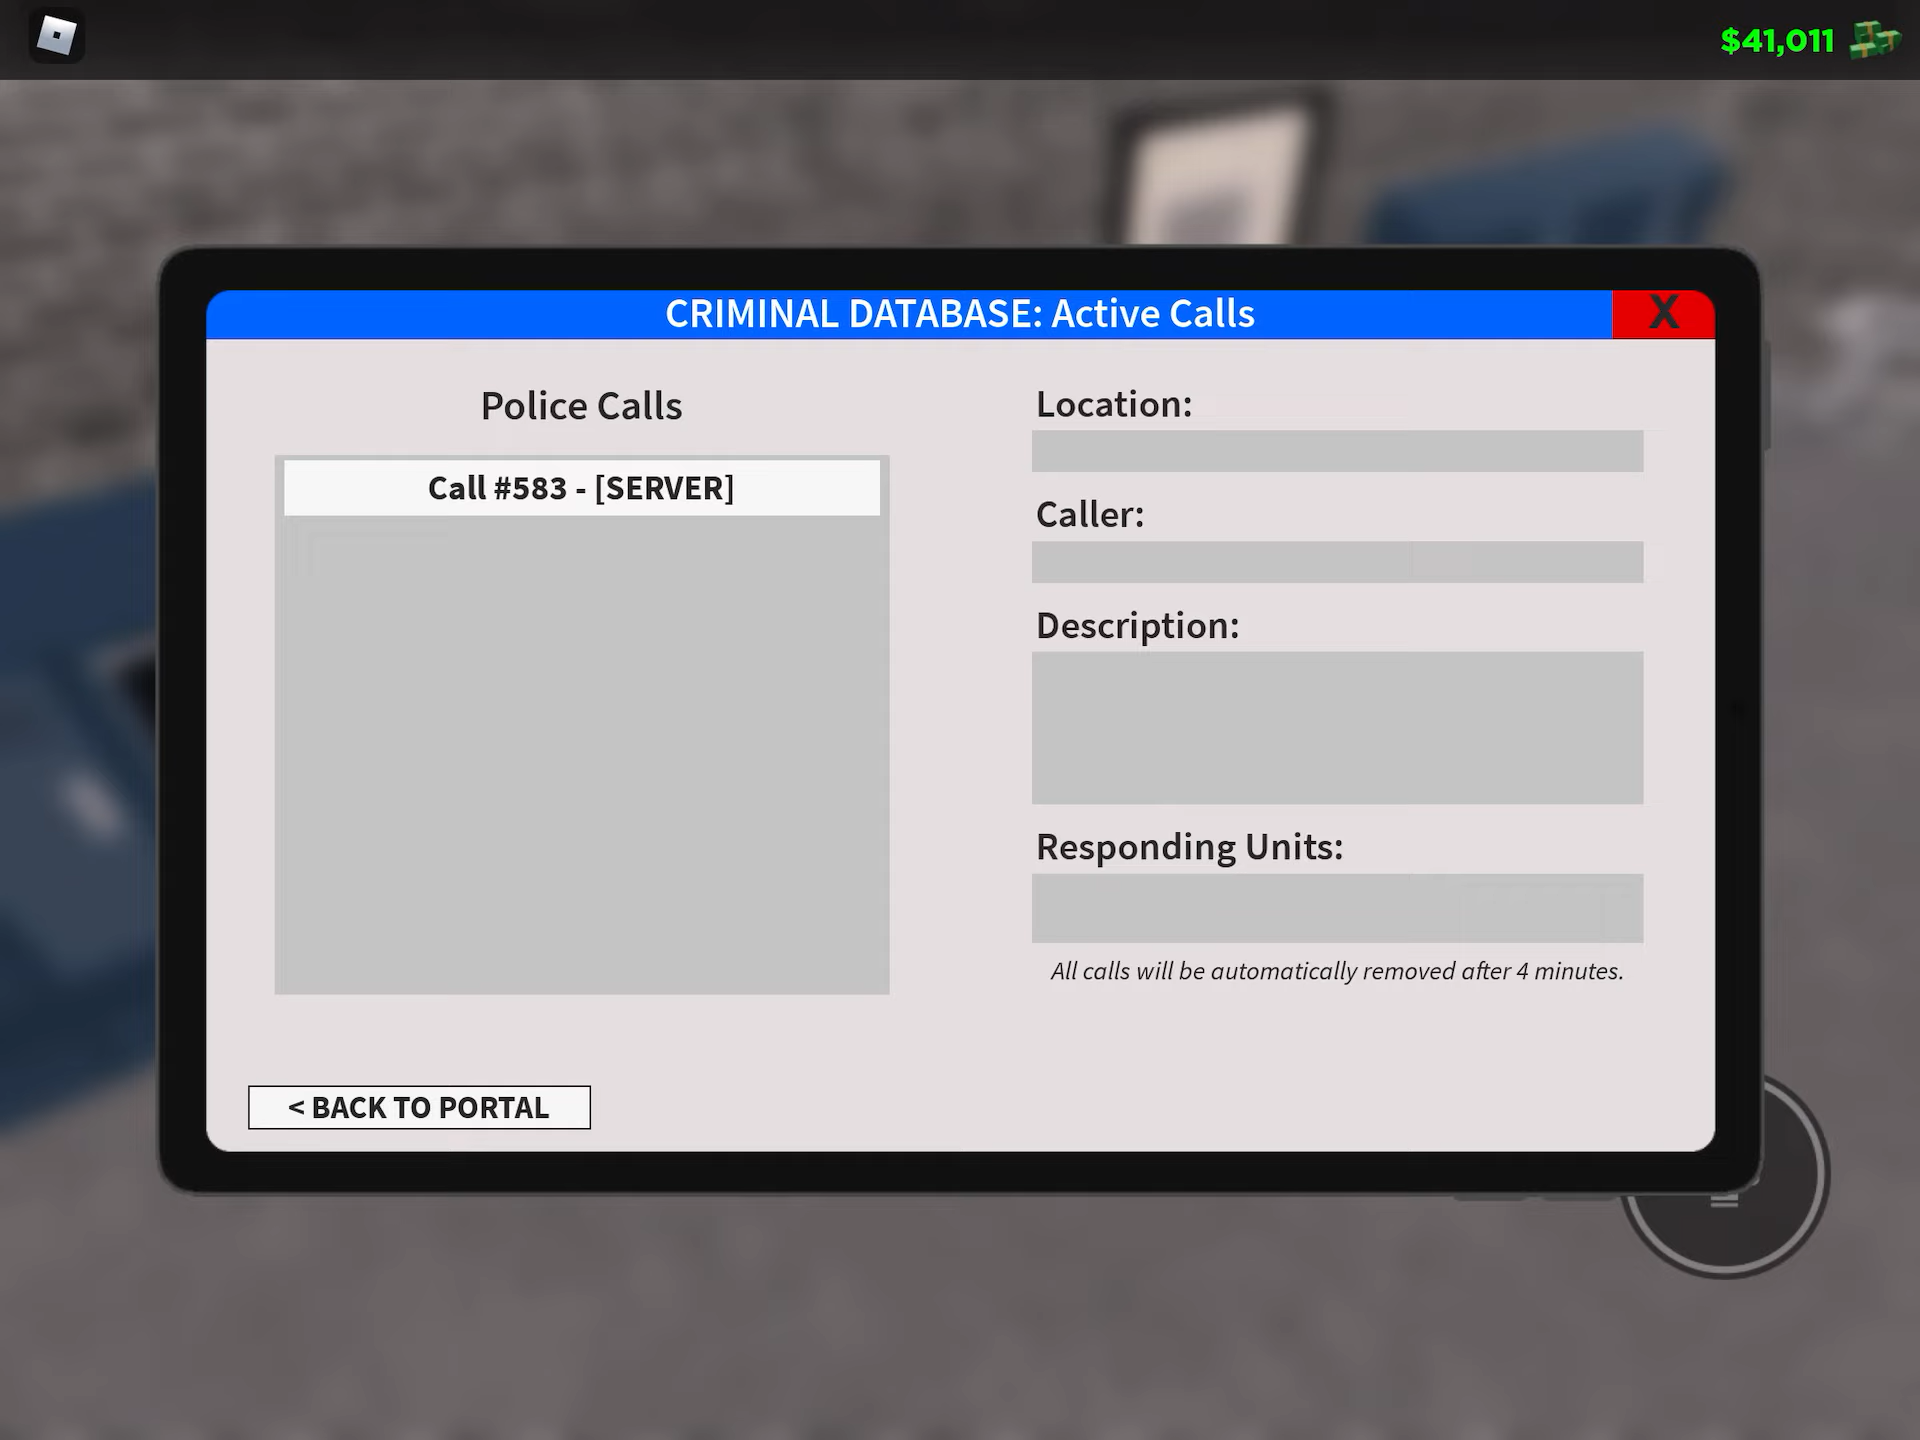 $41,011
CRIMINAL DATABASE: Active Calls
X
Police Calls
Call #583 - [SERVER]
Location:
Caller:
Description:
Responding Units:
All calls will be automatically removed after 4 minutes.
< BACK TO PORTAL